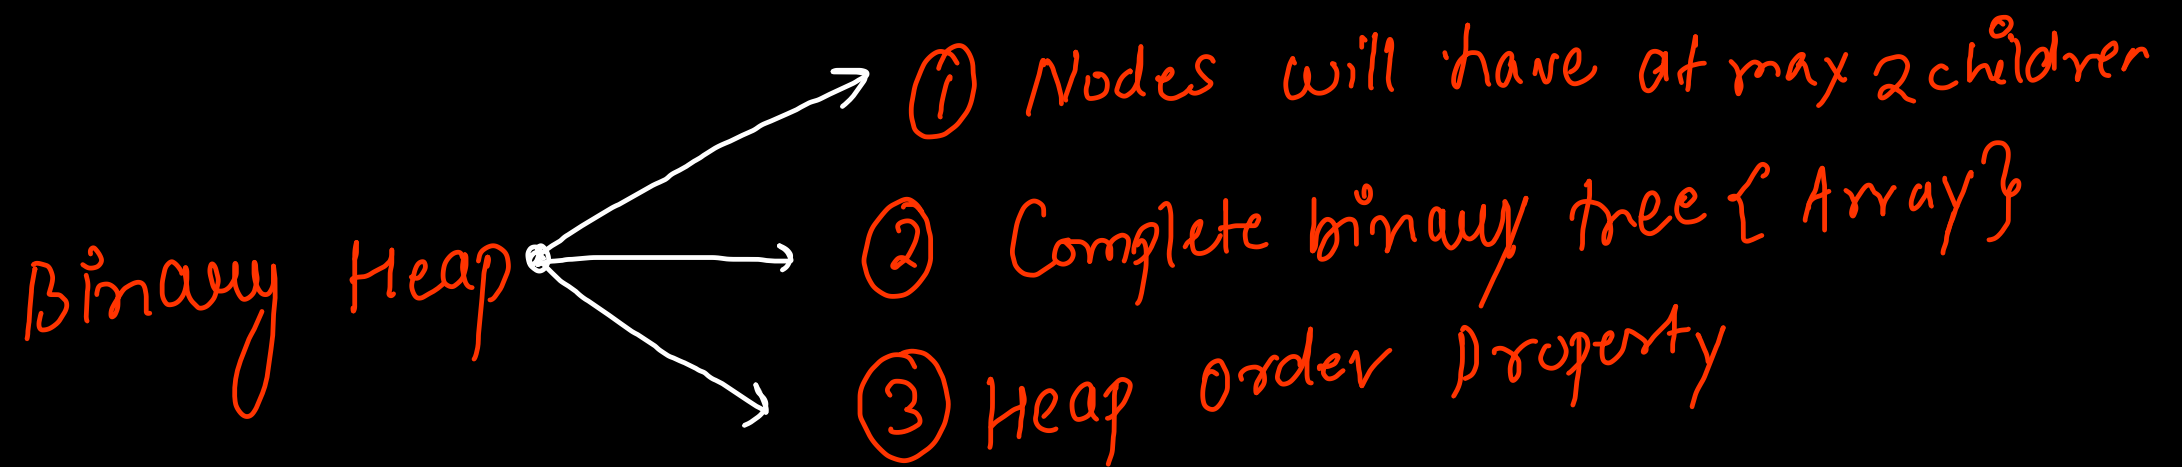 Binary Heap
① Nodes will have at max 2 children
② Complete binary tree { Array }
③ Heap Order Property